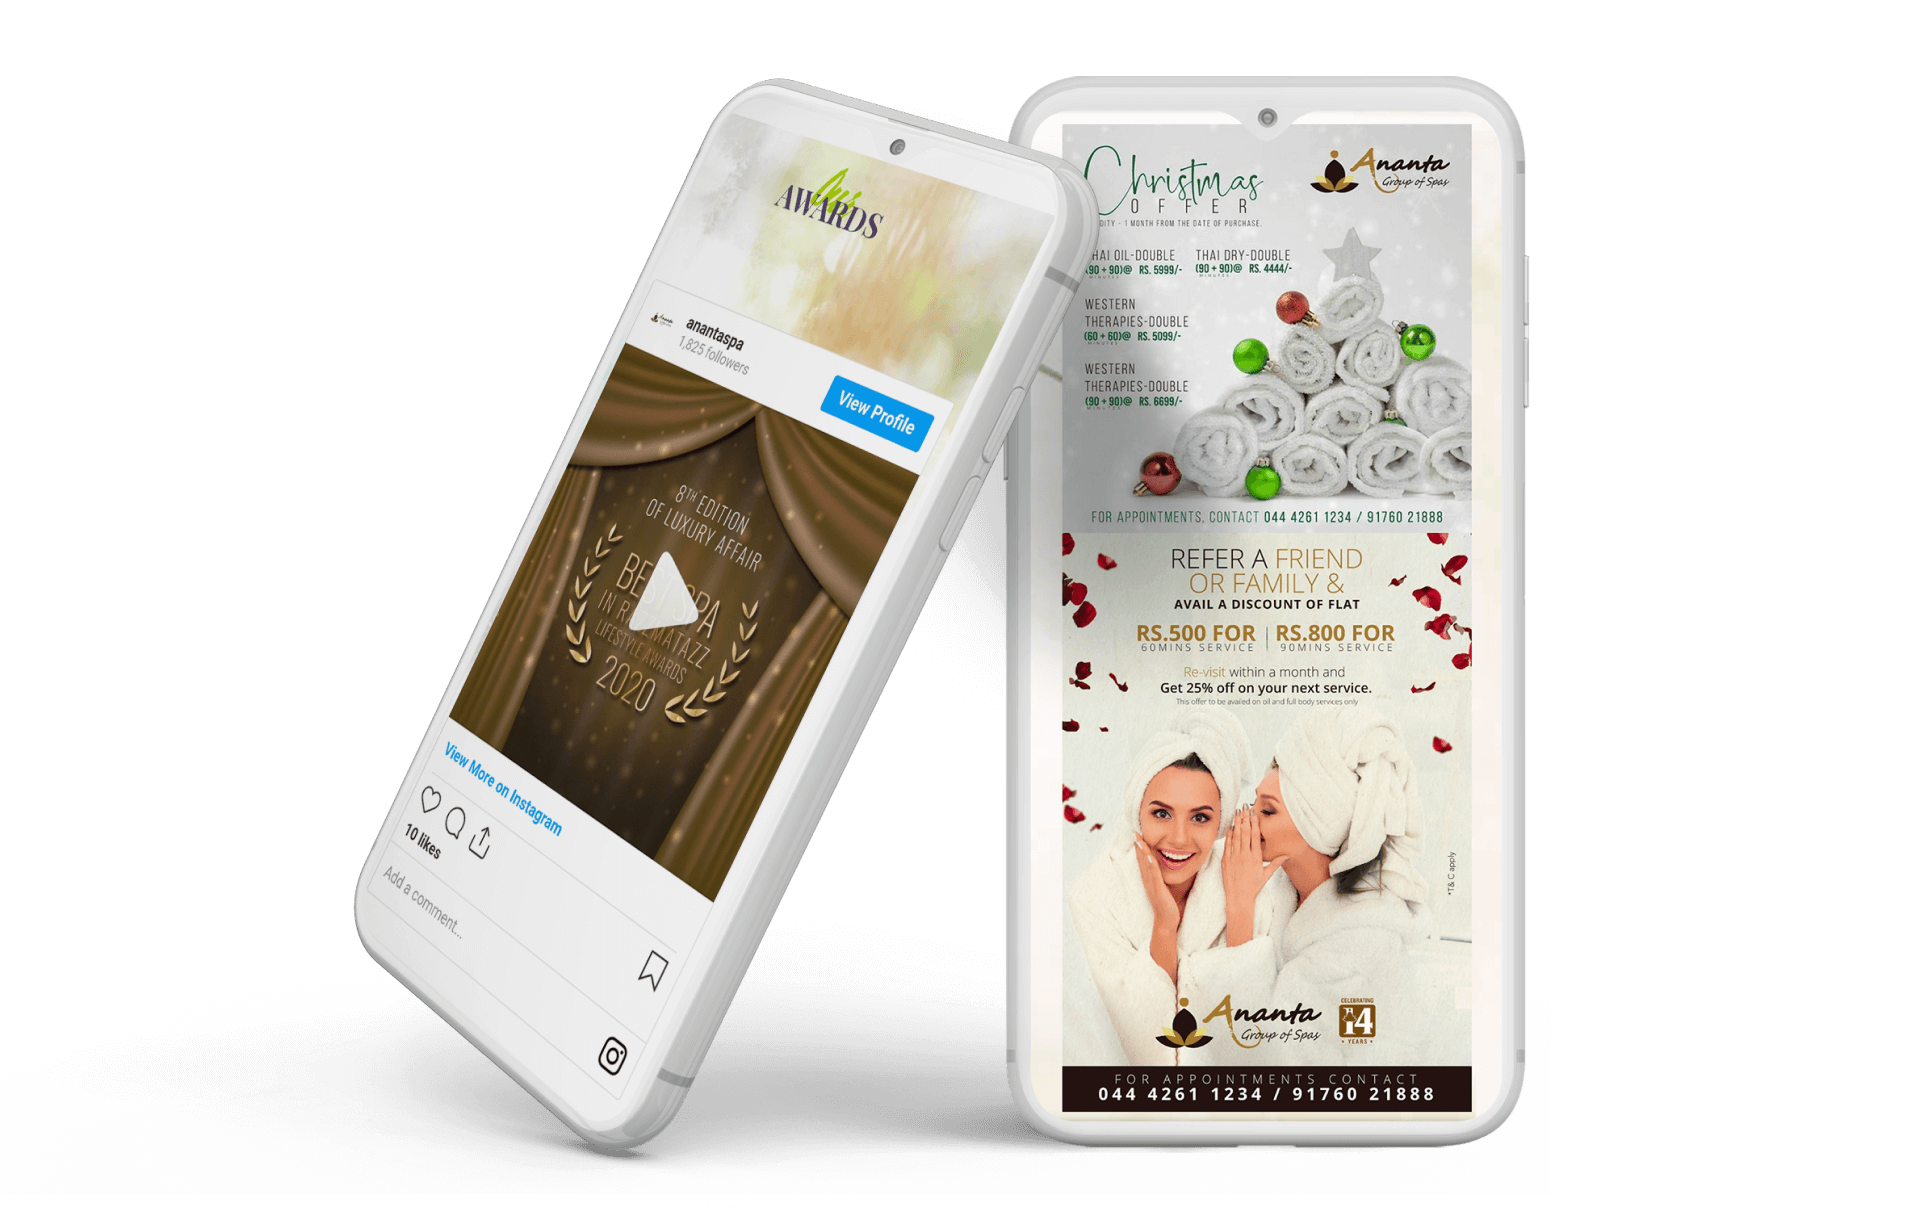 Our
AWARDS
Ananta
anantaspa
1,825 followers
View Profile
8TH EDITION
OF LUXURY AFFAIR
BEST SPA
IN RAZZMATAZZ
LIFESTYLE AWARDS
2020
View More on Instagram
10 likes
Add a comment...
Christmas
OFFER
1 MONTH FROM THE DATE OF PURCHASE.
Ananta
Group of Spas
THAI OIL-DOUBLE
(90 + 90)@ RS. 5999/-
MINUTES
THAI DRY-DOUBLE
(90 + 90)@ RS. 4444/-
MINUTES
WESTERN
THERAPIES-DOUBLE
(60 + 60)@ RS. 5099/-
MINUTES
WESTERN
THERAPIES-DOUBLE
(90 + 90)@ RS. 6699/-
MINUTES
FOR APPOINTMENTS, CONTACT 044 4261 1234 / 91760 21888
REFER A FRIEND
OR FAMILY &
AVAIL A DISCOUNT OF FLAT
RS.500 FOR
60MINS SERVICE
RS.800 FOR
90MINS SERVICE
Re-visit within a month and
Get 25% off on your next service.
This offer to be availed on oil and full body services only
*T& C apply
Ananta
Group of Spas
CELEBRATING
14
• YEARS •
FOR APPOINTMENTS CONTACT
044 4261 1234 / 91760 21888